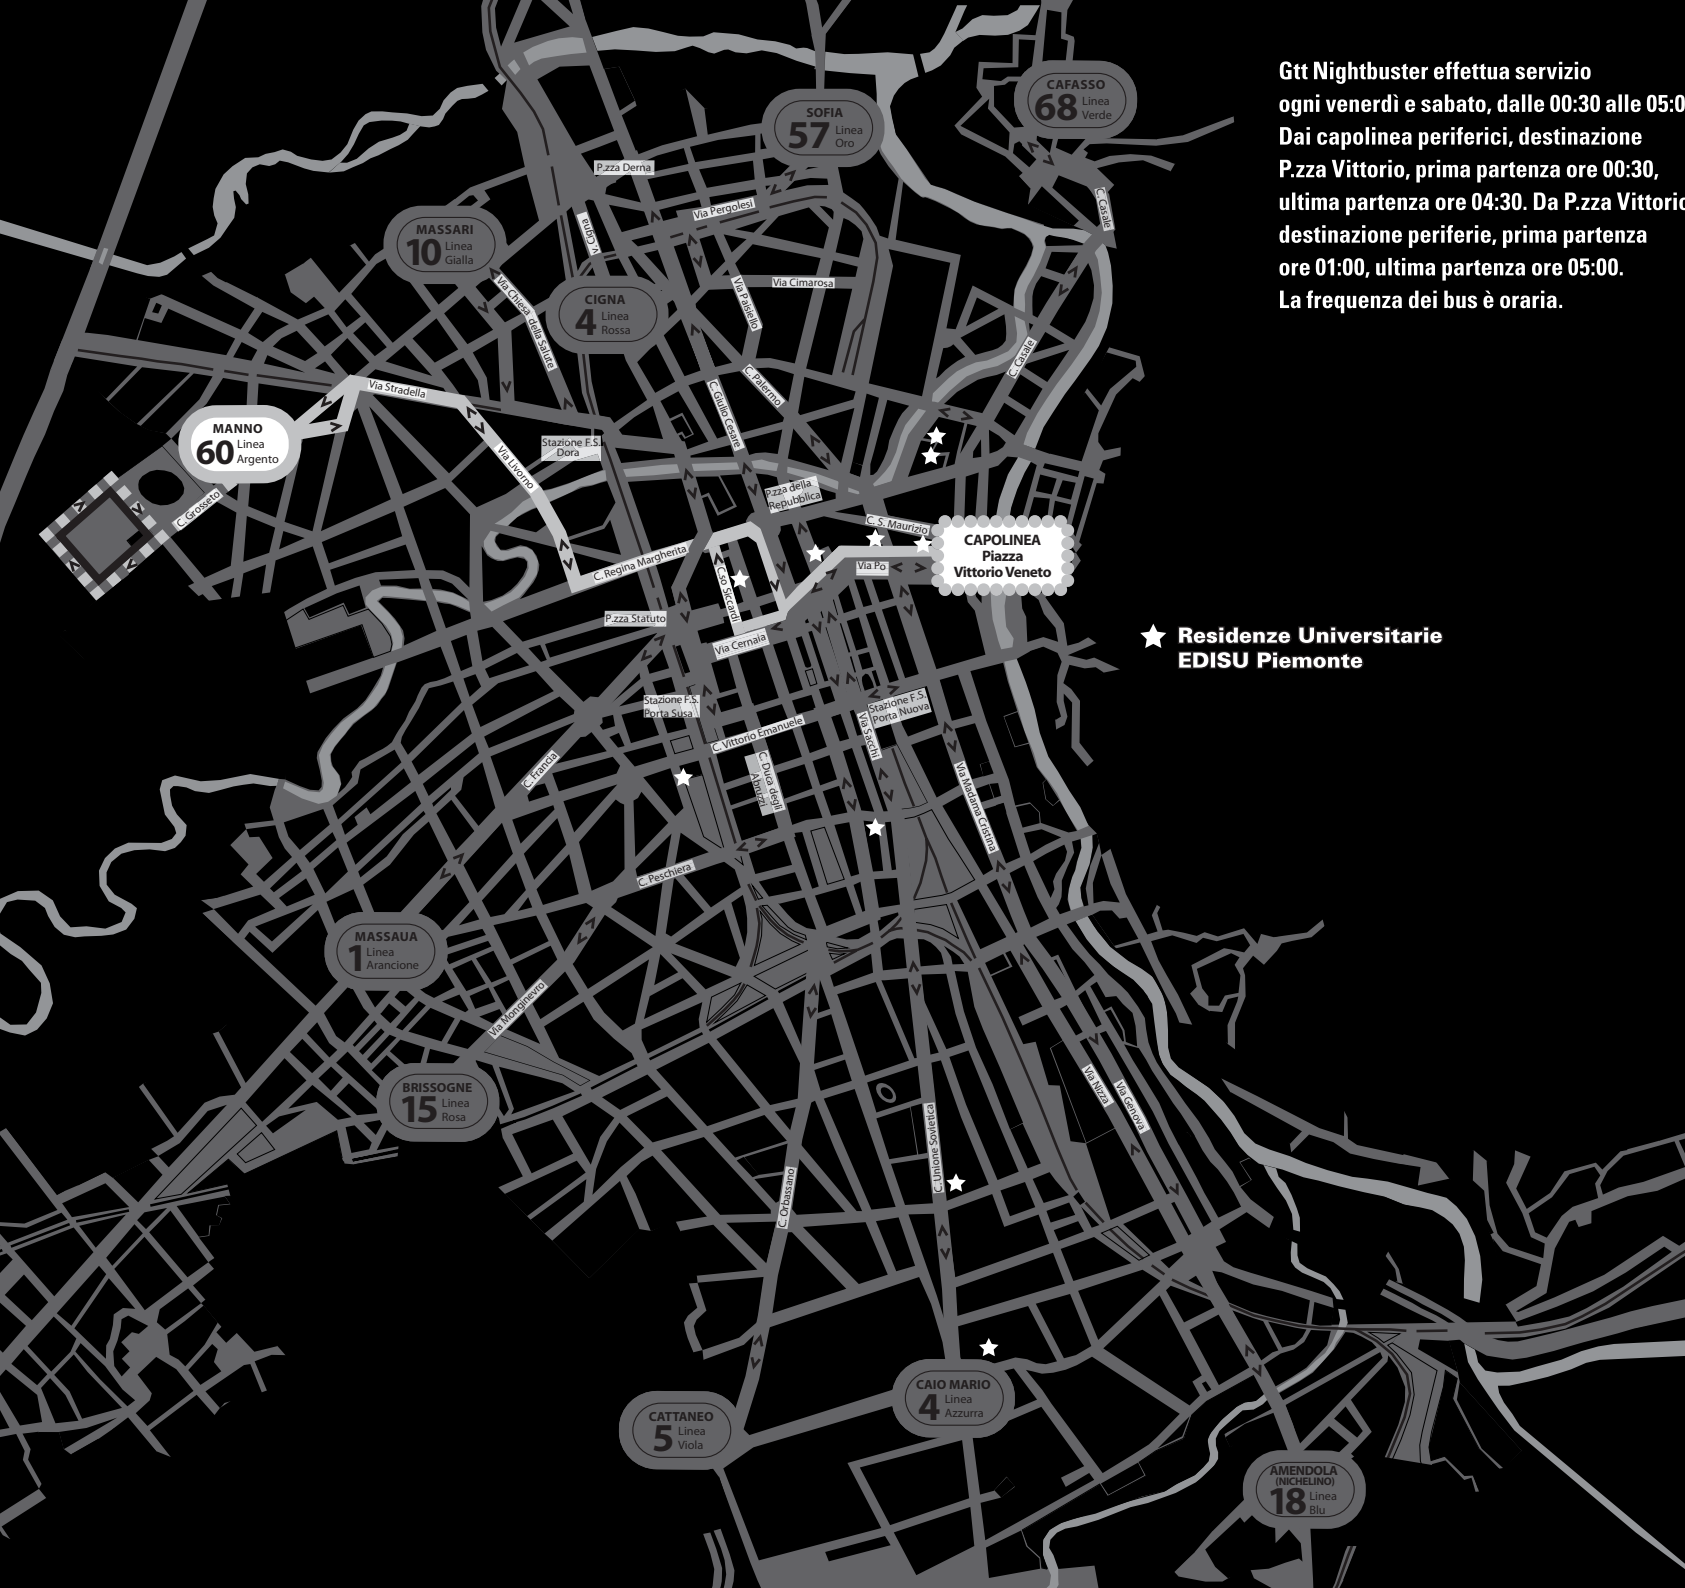 Gtt Nightbuster effettua servizio
ogni venerdì e sabato, dalle 00:30 alle 05:0
Dai capolinea periferici, destinazione
P.zza Vittorio, prima partenza ore 00:30,
ultima partenza ore 04:30. Da P.zza Vittorio
destinazione periferie, prima partenza
ore 01:00, ultima partenza ore 05:00.
La frequenza dei bus è oraria.
CAFASSO
68 Linea
Verde
SOFIA
57 Linea
Oro
P.zza Derna
C. Casale
Via Pergolesi
MASSARI
10 Linea
Gialla
v. Cigna
Via Chiesa della Salute
CIGNA
4 Linea
Rossa
Via Cimarosa
Via Paisiello
C. Casale
Via Stradella
C. Giulio Cesare
C. Palermo
MANNO
60 Linea
Argento
Stazione F.S.
Dora
Via Livorno
C. Grosseto
P.zza della
Repubblica
C. S. Maurizio
CAPOLINEA
Piazza
Vittorio Veneto
C. Regina Margherita
C.so Siccardi
Via Po
P.zza Statuto
Via Cernaia
Residenze Universitarie
EDISU Piemonte
Stazione F.S.
Porta Susa
Stazione F.S.
Porta Nuova
Via Sacchi
C. Vittorio Emanuele
C. Francia
C. Duca degli
Abruzzi
Via Madama Cristina
C. Peschiera
MASSAUA
1 Linea
Arancione
Via Monginevro
BRISSOGNE
15 Linea
Rosa
Via Nizza
Via Genova
C. Unione Sovietica
C. Orbassano
CAIO MARIO
4 Linea
Azzurra
CATTANEO
5 Linea
Viola
AMENDOLA
(NICHELINO)
18 Linea
Blu